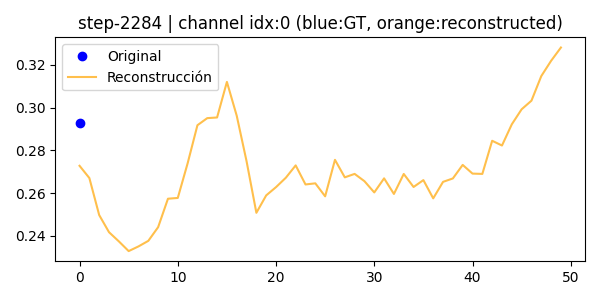 step-2284 | channel idx:0 (blue:GT, orange:reconstructed)
Original
Reconstrucción
0.32
0.30
0.28
0.26
0.24
0 10 20 30 40 50